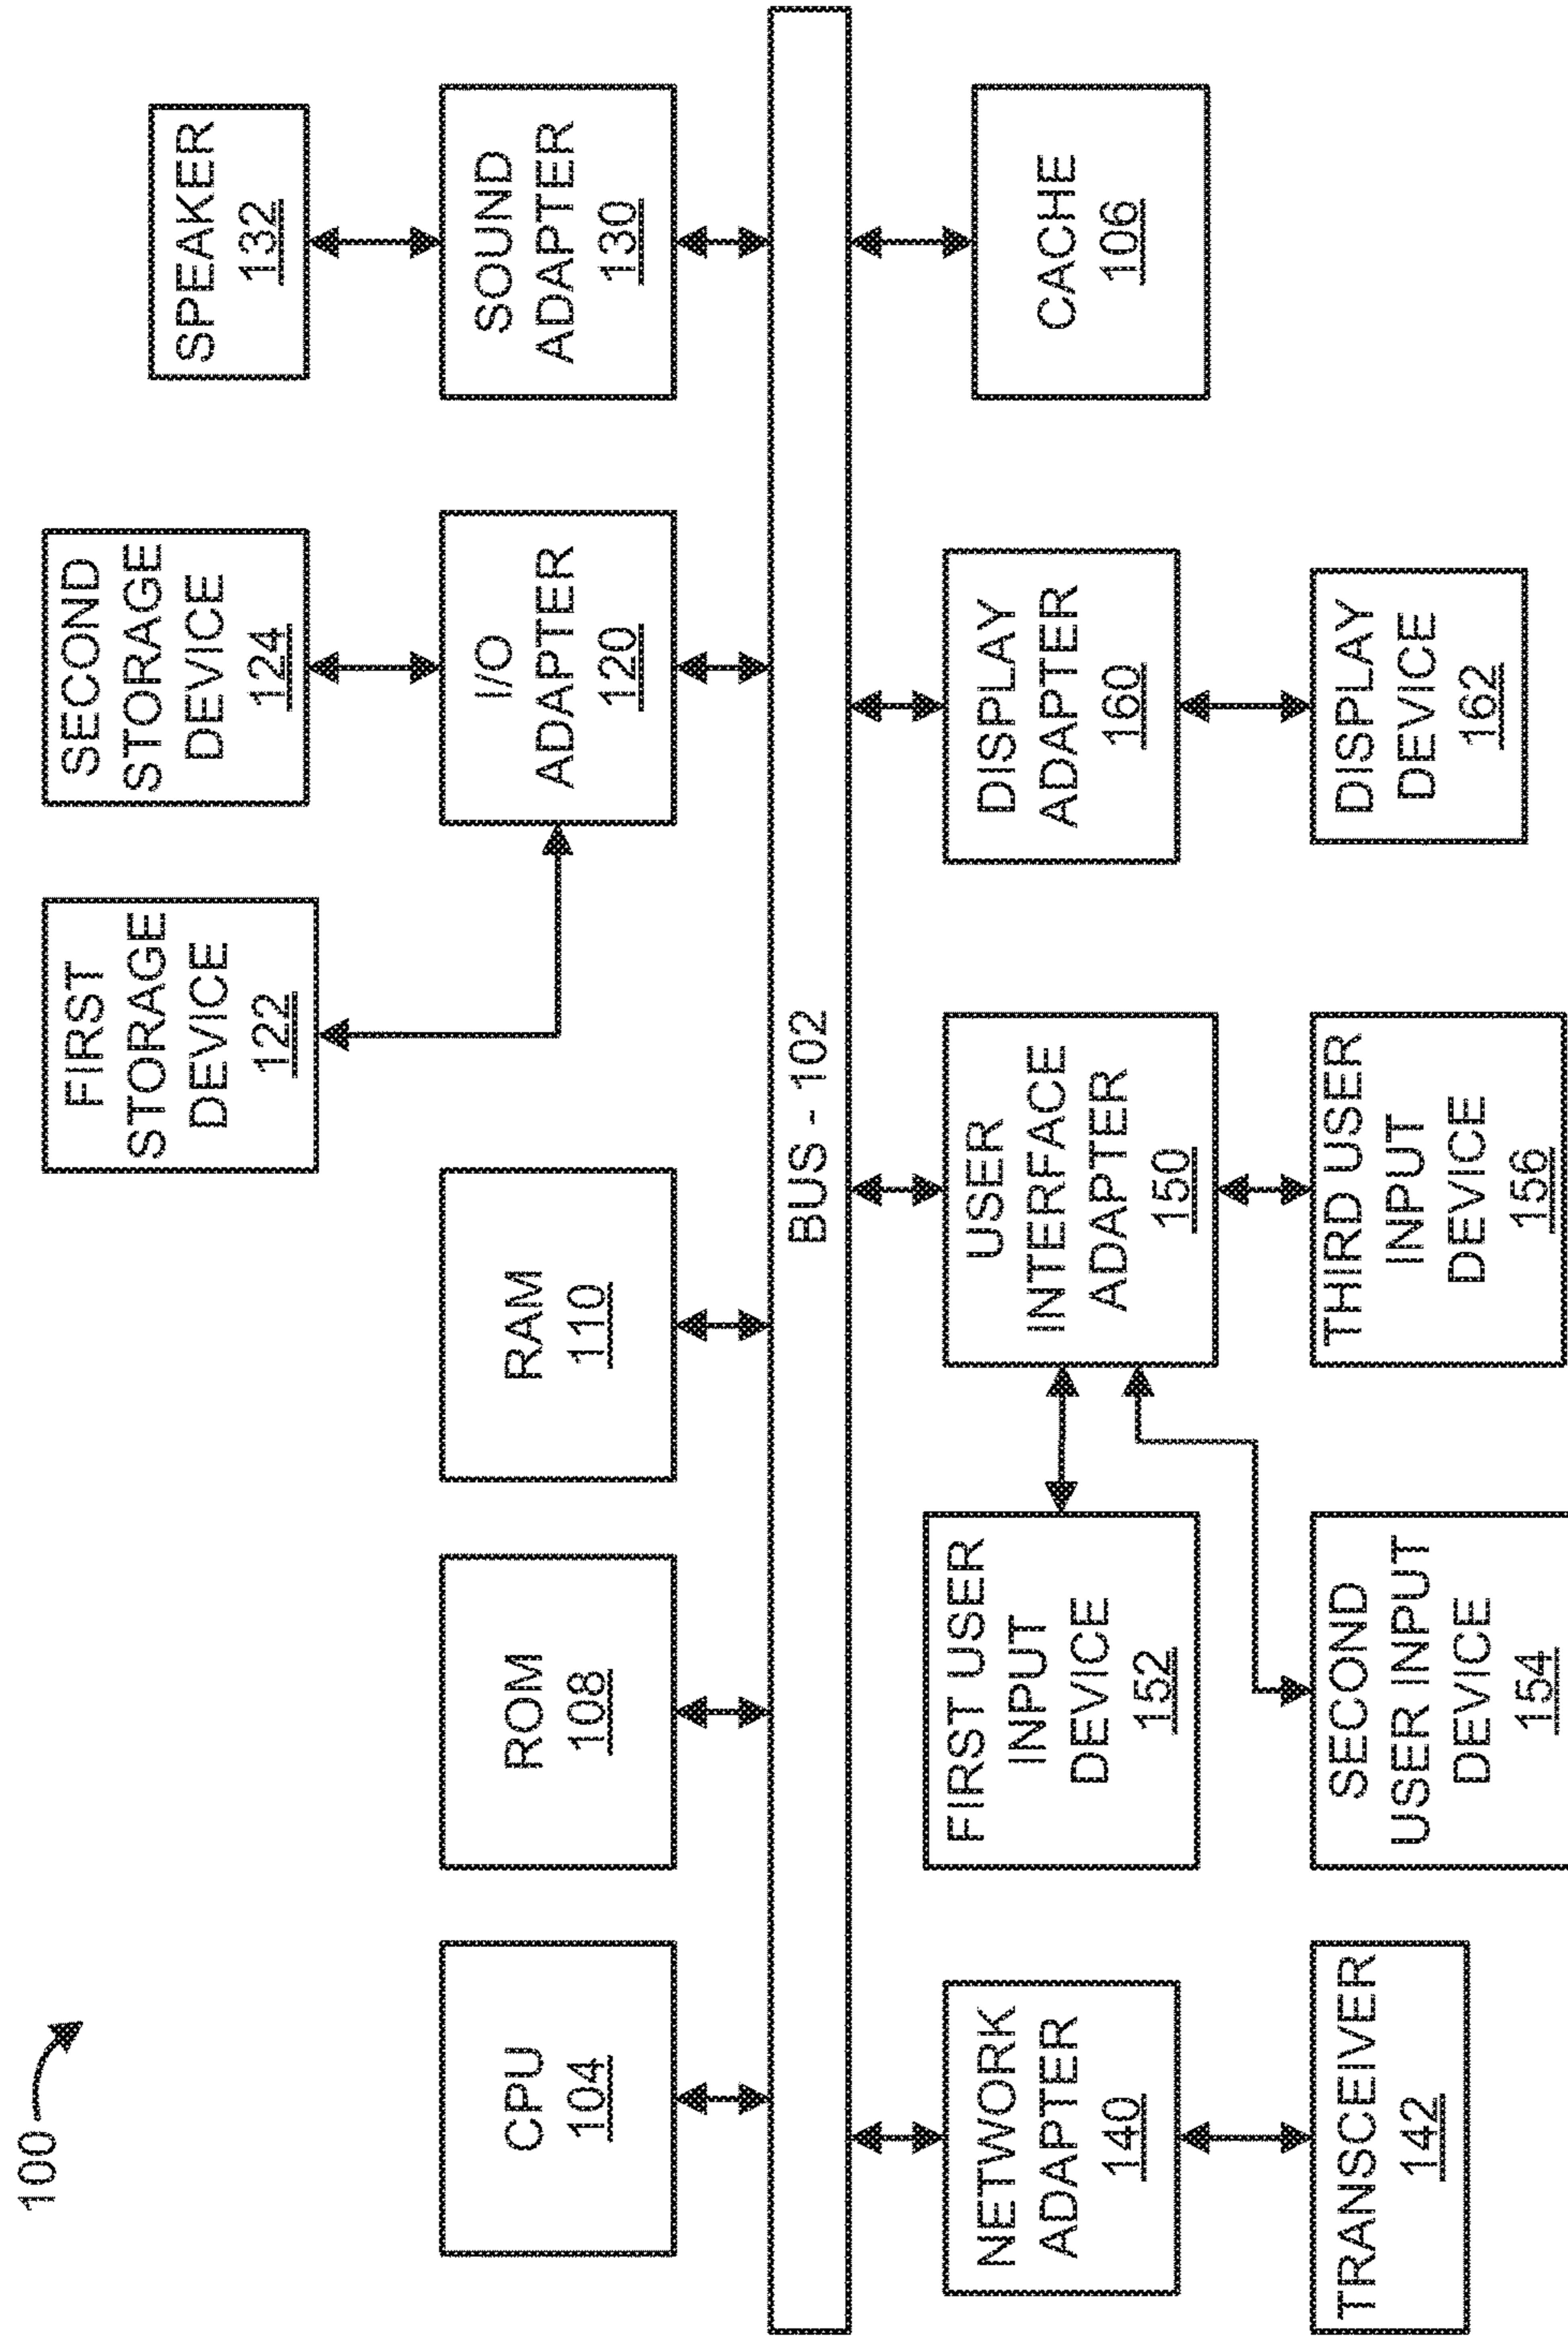 100
SPEAKER
132
SECOND
STORAGE
DEVICE
124
FIRST
STORAGE
DEVICE
122
CPU
104
ROM
108
RAM
110
I/O
ADAPTER
120
SOUND
ADAPTER
130
BUS - 102
NETWORK
ADAPTER
140
FIRST USER
INPUT
DEVICE
152
USER
INTERFACE
ADAPTER
150
DISPLAY
ADAPTER
160
CACHE
106
TRANSCEIVER
142
SECOND
USER INPUT
DEVICE
154
THIRD USER
INPUT
DEVICE
156
DISPLAY
DEVICE
162